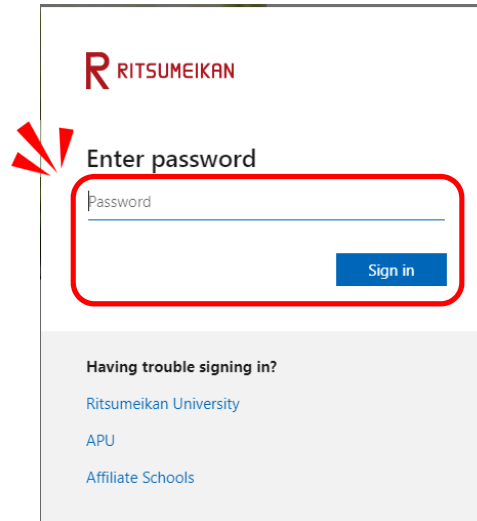 RITSUMEIKAN
Enter password
Password
Sign in
Having trouble signing in?
Ritsumeikan University
APU
Affiliate Schools